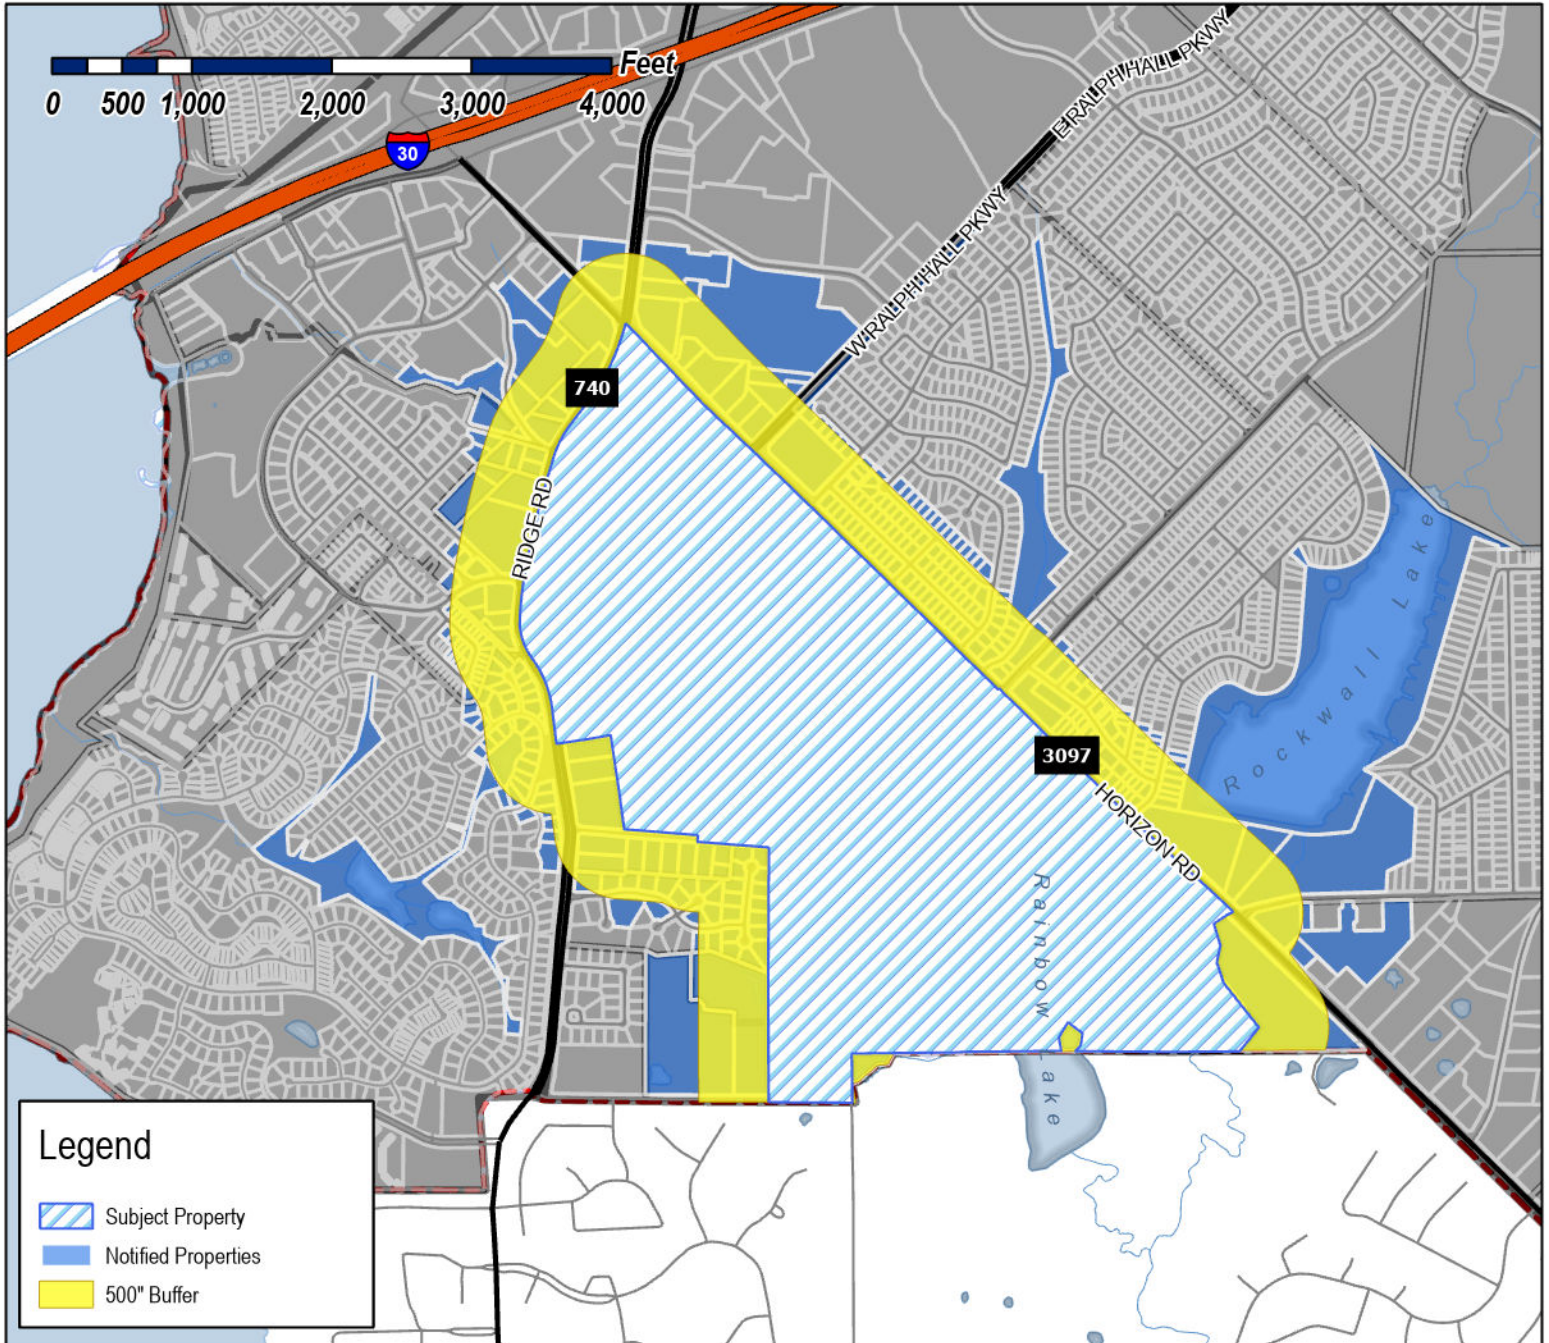 Feet
0 500 1,000 2,000 3,000 4,000
30
E RALPH HALL PKWY
W RALPH HALL PKWY
740
RIDGE RD
Rockwall Lake
3097
HORIZON RD
Rainbow Lake
Legend
Subject Property
Notified Properties
500" Buffer